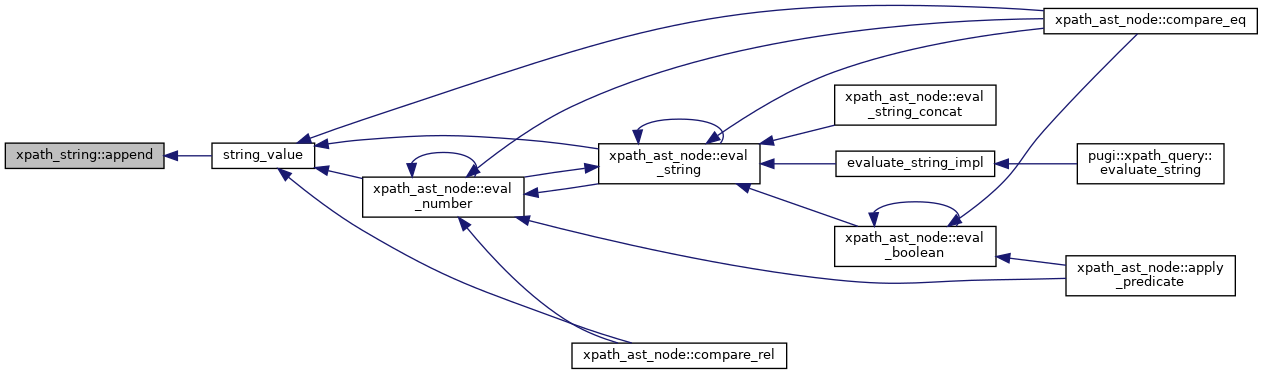 xpath_string::append
string_value
xpath_ast_node::eval
_number
xpath_ast_node::eval
_string
xpath_ast_node::compare_eq
xpath_ast_node::eval
_string_concat
evaluate_string_impl
pugi::xpath_query::
evaluate_string
xpath_ast_node::eval
_boolean
xpath_ast_node::apply
_predicate
xpath_ast_node::compare_rel